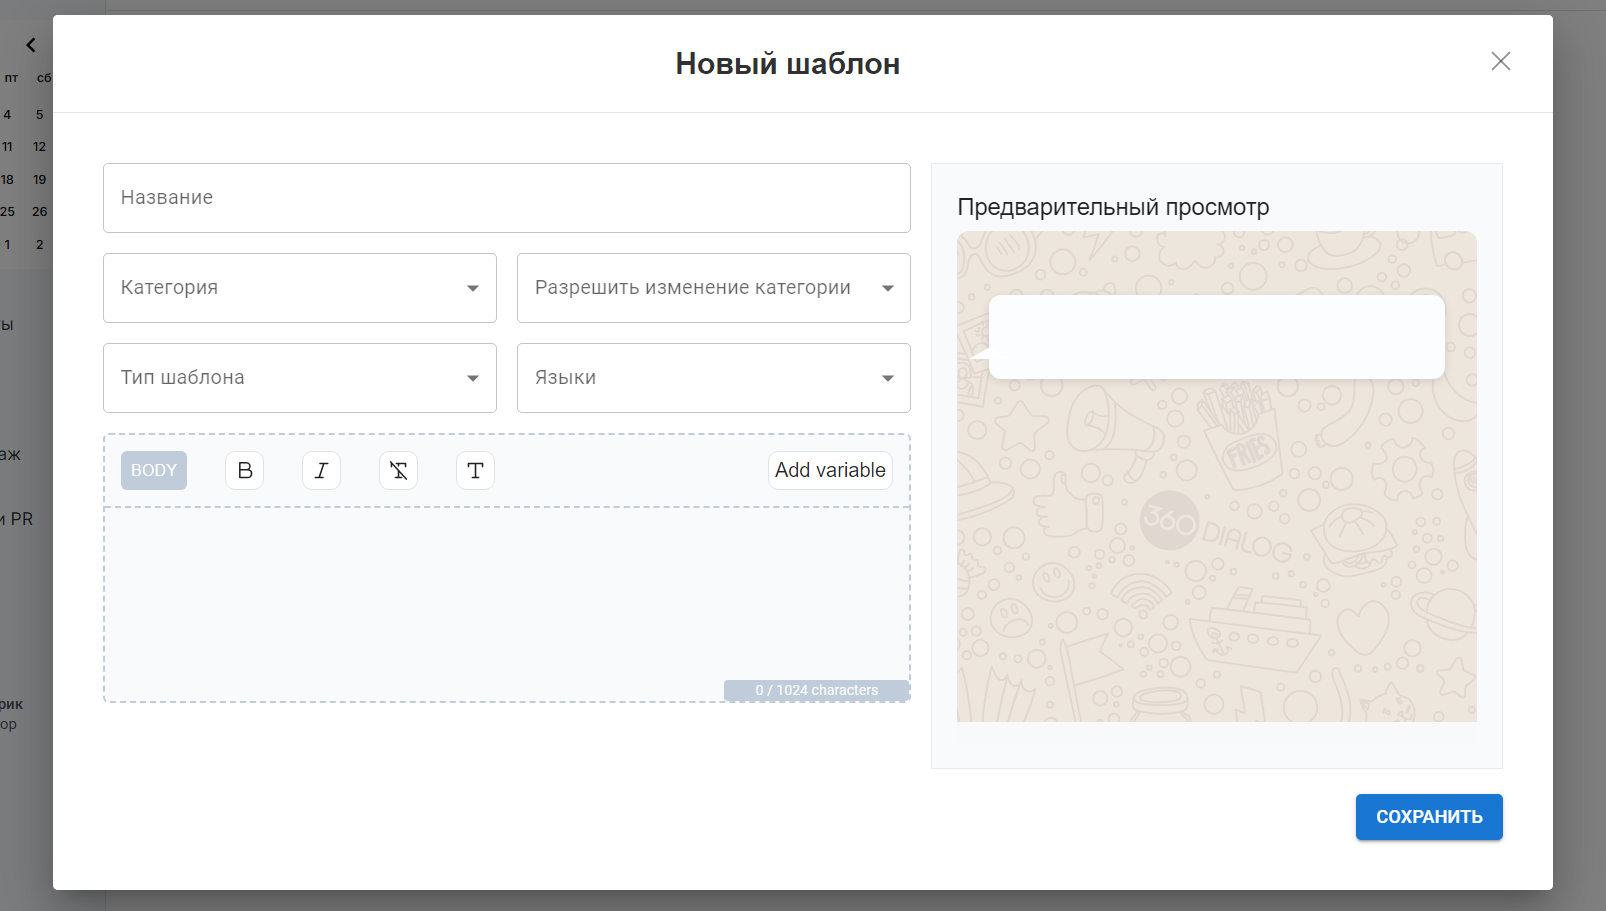 Новый шаблон
пт сб
4 5
11 12
18 19
25 26
1 2
ты
аж
и PR
рик
ор
Название
Категория
Разрешить изменение категории
Тип шаблона
Языки
BODY
B
I
T
T
Add variable
0 / 1024 characters
Предварительный просмотр
FRIES
360
DIALOG
СОХРАНИТЬ